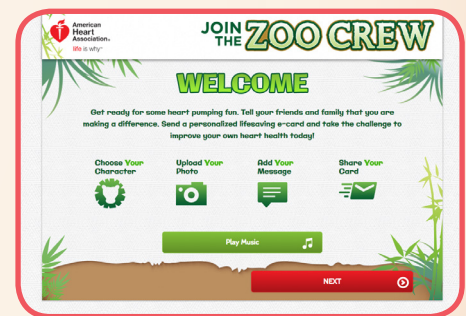 American
Heart
Association®
life is why™
JOIN
THE ZOO CREW
WELCOME
Get ready for some heart pumping fun. Tell your friends and family that you are
making a difference. Send a personalized lifesaving e-card and take the challenge to
improve your own heart health today!
Choose Your
Character
Upload Your
Photo
Add Your
Message
Share Your
Card
Play Music
NEXT